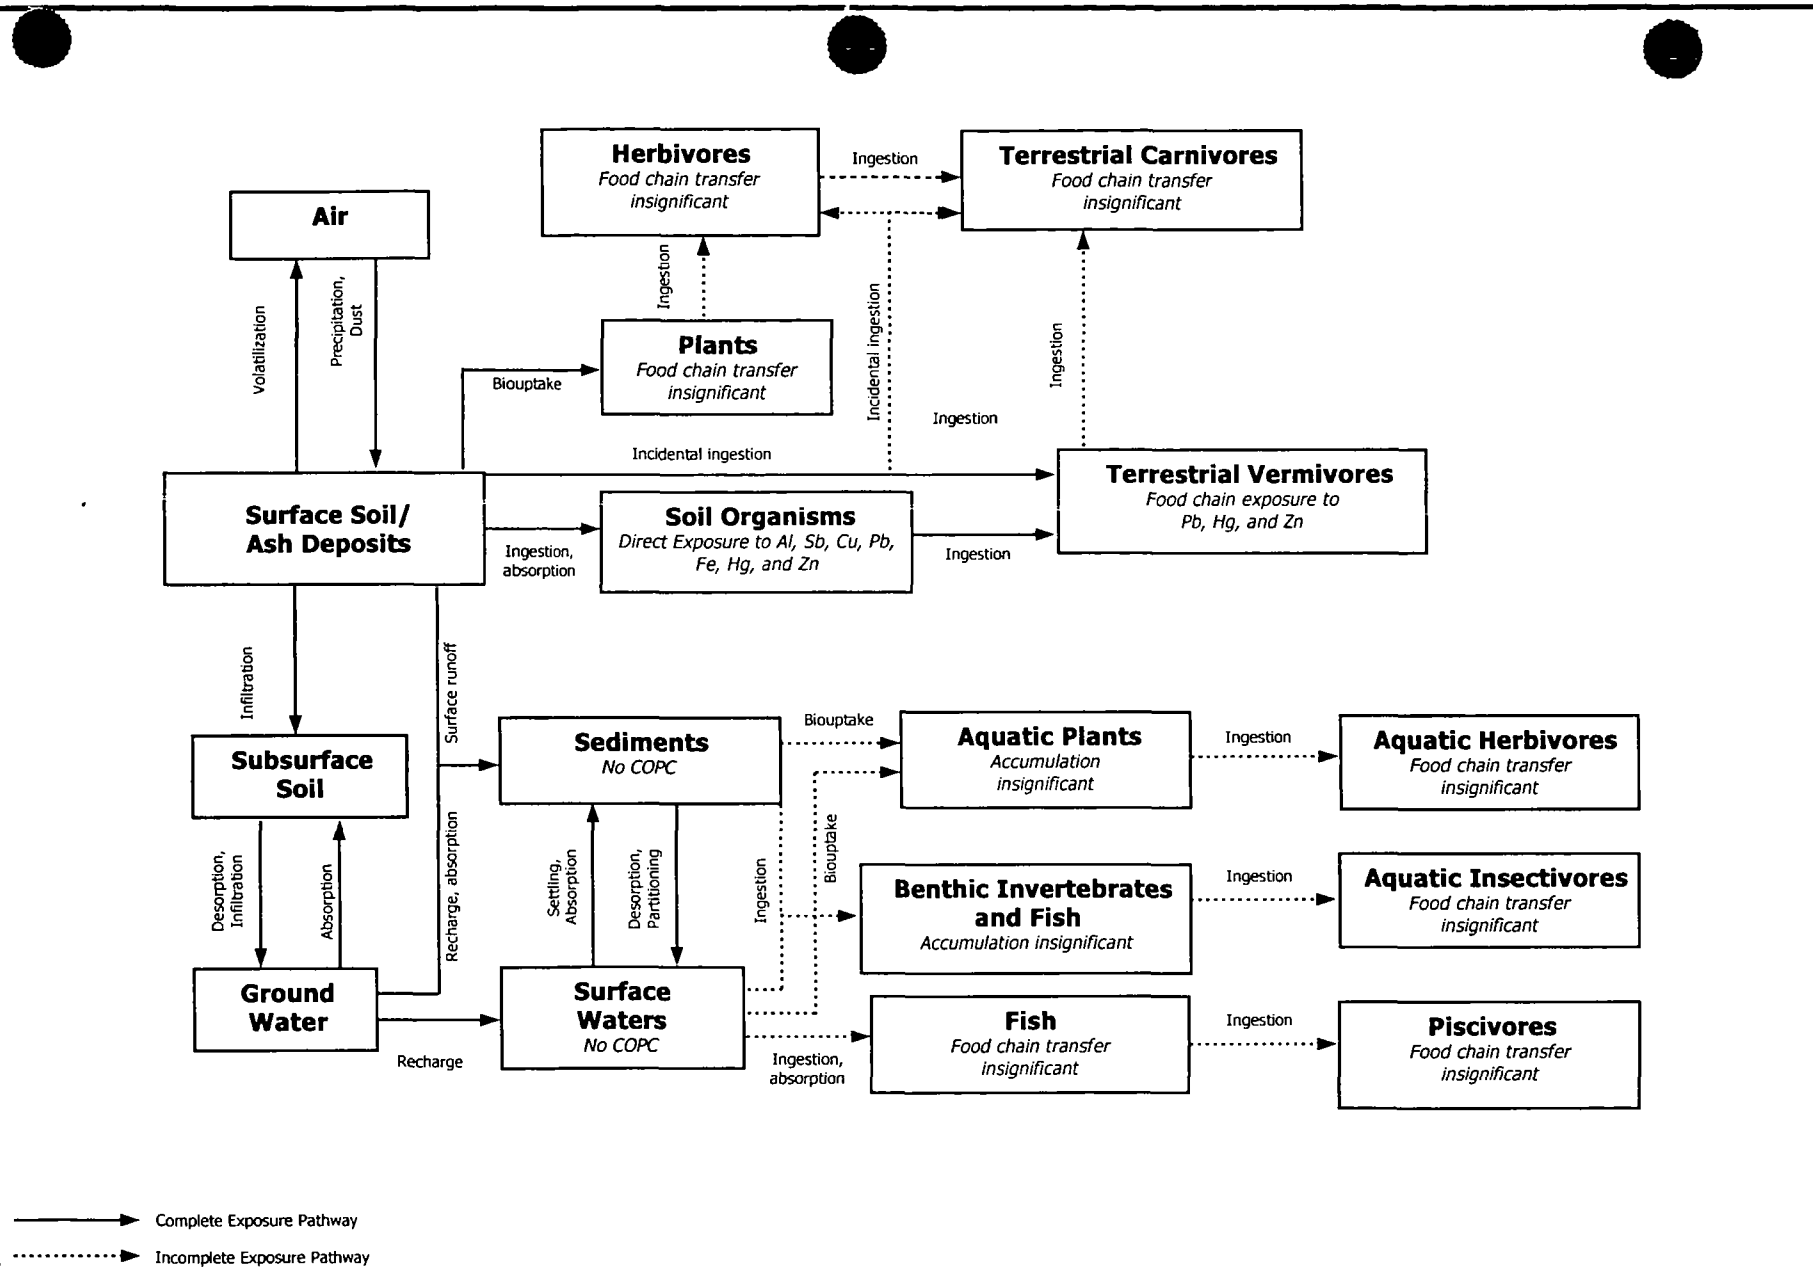 Herbivores
Food chain transfer
insignificant
Ingestion
Terrestrial Carnivores
Food chain transfer
insignificant
Air
Ingestion
Volatilization
Precipitation,
Dust
Plants
Food chain transfer
insignificant
Biouptake
Incidental ingestion
Ingestion
Ingestion
Incidental ingestion
Terrestrial Vermivores
Food chain exposure to
Pb, Hg, and Zn
Surface Soil/
Ash Deposits
Soil Organisms
Direct Exposure to Al, Sb, Cu, Pb,
Fe, Hg, and Zn
Ingestion,
absorption
Ingestion
Infiltration
Surface runoff
Subsurface
Soil
Sediments
No COPC
Biouptake
Aquatic Plants
Accumulation
insignificant
Ingestion
Aquatic Herbivores
Food chain transfer
insignificant
Desorption,
Infiltration
Absorption
Recharge, absorption
Settling,
Absorption
Desorption,
Partitioning
Ingestion
Biouptake
Benthic Invertebrates
and Fish
Accumulation insignificant
Ingestion
Aquatic Insectivores
Food chain transfer
insignificant
Ground
Water
Recharge
Surface
Waters
No COPC
Ingestion,
absorption
Fish
Food chain transfer
insignificant
Ingestion
Piscivores
Food chain transfer
insignificant
Complete Exposure Pathway
Incomplete Exposure Pathway